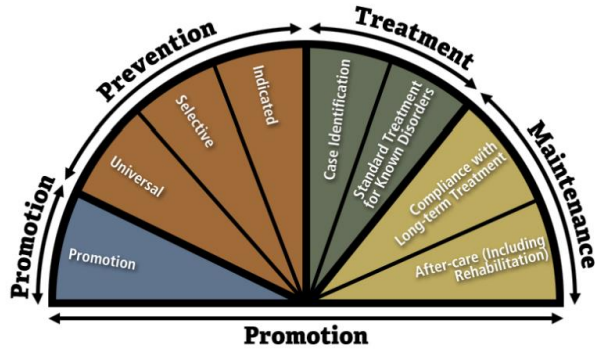 Promotion
Prevention
Treatment
Maintenance
Promotion
Universal
Selective
Indicated
Case Identification
Standard Treatment
for Known Disorders
Compliance with
Long-term Treatment
After-care (Including
Rehabilitation)
Promotion